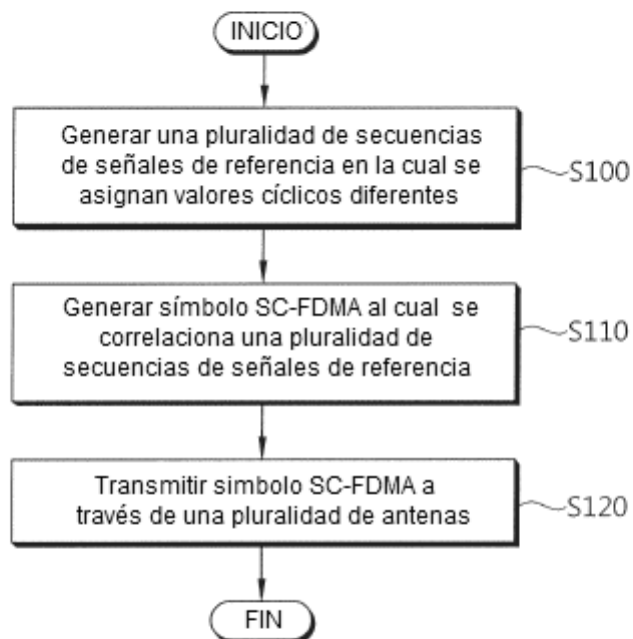 INICIO
Generar una pluralidad de secuencias
de señales de referencia en la cual se
asignan valores cíclicos diferentes
S100
Generar símbolo SC-FDMA al cual se
correlaciona una pluralidad de
secuencias de señales de referencia
S110
Transmitir simbolo SC-FDMA a
través de una pluralidad de antenas
S120
FIN